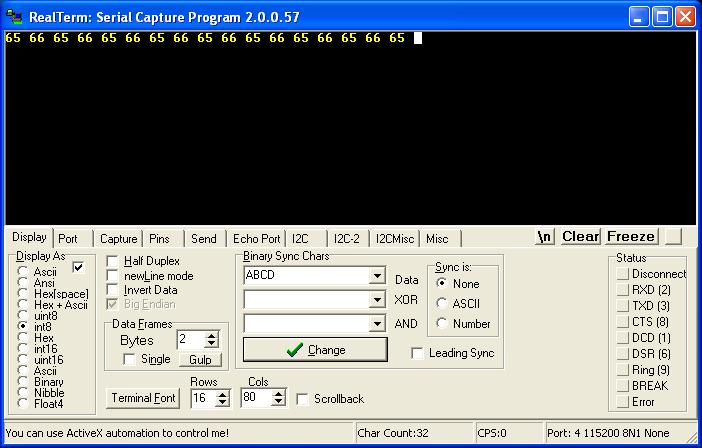 RealTerm: Serial Capture Program 2.0.0.57
65 66 65 66 65 66 65 66 65 66 65 66 65 66 65 66 65
Display Port Capture Pins Send Echo Port I2C I2C-2 I2CMisc Misc \n Clear Freeze
Display As
Ascii
Ansi
Hex[space]
Hex + Ascii
uint8
int8
Hex
int16
uint16
Ascii
Binary
Nibble
Float4
Half Duplex
newLine mode
Invert Data
Big Endian
Data Frames
Bytes 2
Single Gulp
Terminal Font
Rows
16
Cols
80
Scrollback
Binary Sync Chars
ABCD Data
XOR
AND
Change
Sync is:
None
ASCII
Number
Leading Sync
Status
Disconnect
RXD (2)
TXD (3)
CTS (8)
DCD (1)
DSR (6)
Ring (9)
BREAK
Error
You can use ActiveX automation to control me! Char Count:32 CPS:0 Port: 4 115200 8N1 None